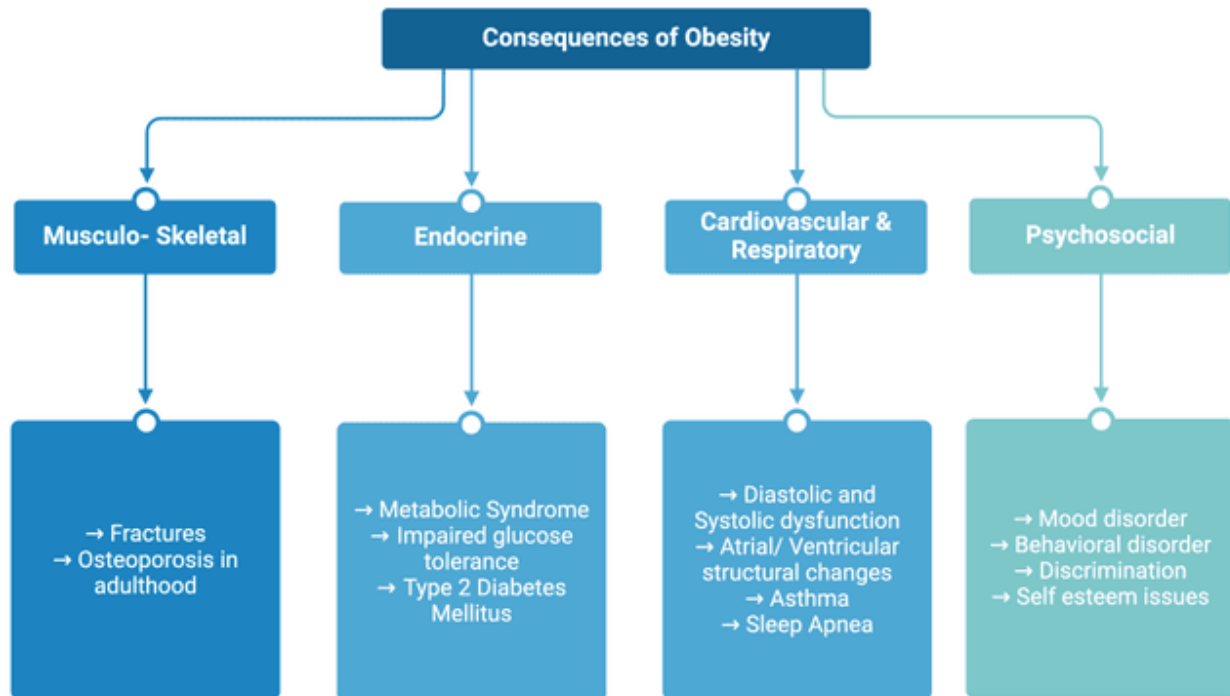 Consequences of Obesity
Musculo- Skeletal
Endocrine
Cardiovascular &
Respiratory
Psychosocial
→ Fractures
→ Osteoporosis in
adulthood
→ Metabolic Syndrome
→ Impaired glucose
tolerance
→ Type 2 Diabetes
Mellitus
→ Diastolic and
Systolic dysfunction
→ Atrial/ Ventricular
structural changes
→ Asthma
→ Sleep Apnea
→ Mood disorder
→ Behavioral disorder
→ Discrimination
→ Self esteem issues